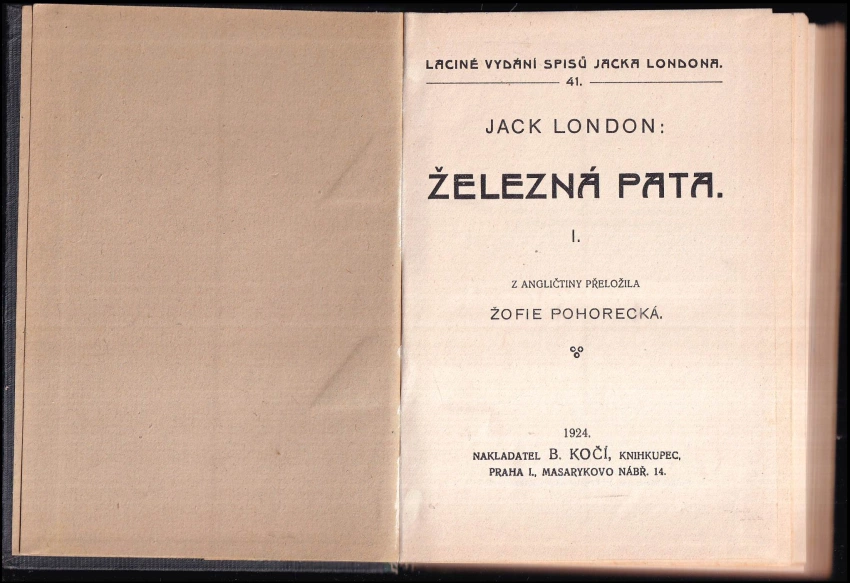 LACINÉ VYDÁNÍ SPISŮ JACKA LONDONA.
41.
JACK LONDON:
ŽELEZNÁ PATA.
I.
Z ANGLIČTINY PŘELOŽILA
ŽOFIE POHORECKÁ.
1924.
NAKLADATEL B. KOČÍ, KNIHKUPEC,
PRAHA I., MASARYKOVO NÁBŘ. 14.